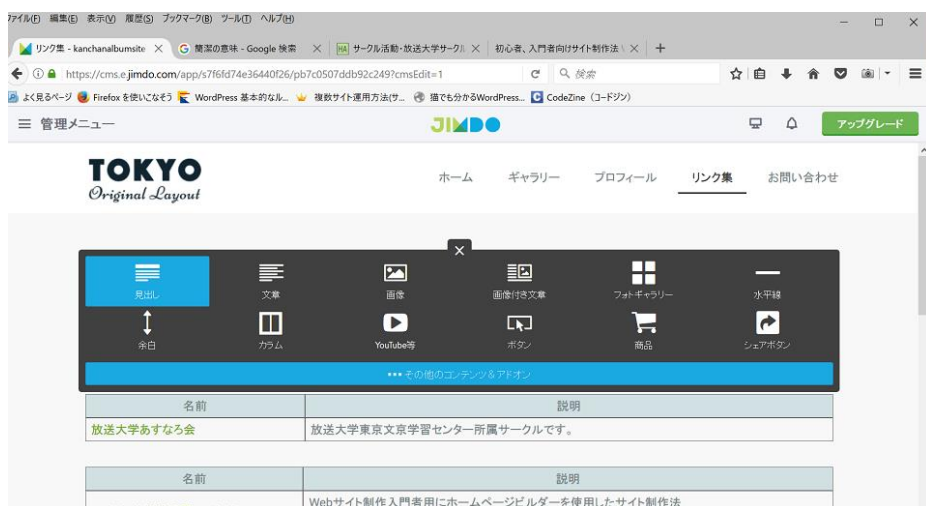 ファイル(F) 編集(E) 表示(V) 履歴(S) ブックマーク(B) ツール(T) ヘルプ(H)
リンク集 - kanchanalbumsite × 簡潔の意味 - Google 検索 × HA サークル活動・放送大学サークル × 初心者、入門者向けサイト制作法 × +
https://cms.e.jimdo.com/app/s7f6fd74e36440f26/pb7c0507ddb92c249?cmsEdit=1 検索
よく見るページ Firefox を使いこなそう WordPress 基本的なル... 複数サイト運用方法(サ... 猫でも分かるWordPress... CodeZine（コードジン）
管理メニュー JIMDO アップグレード
TOKYO
Original Layout
ホーム ギャラリー プロフィール リンク集 お問い合わせ
×
見出し 文章 画像 画像付き文章 フォトギャラリー 水平線
余白 カラム YouTube等 ボタン 商品 シェアボタン
••• その他のコンテンツ&アドオン
名前 説明
放送大学あすなろ会 放送大学東京文京学習センター所属サークルです。
名前 説明
Webサイト制作入門者用にホームページビルダーを使用したサイト制作法